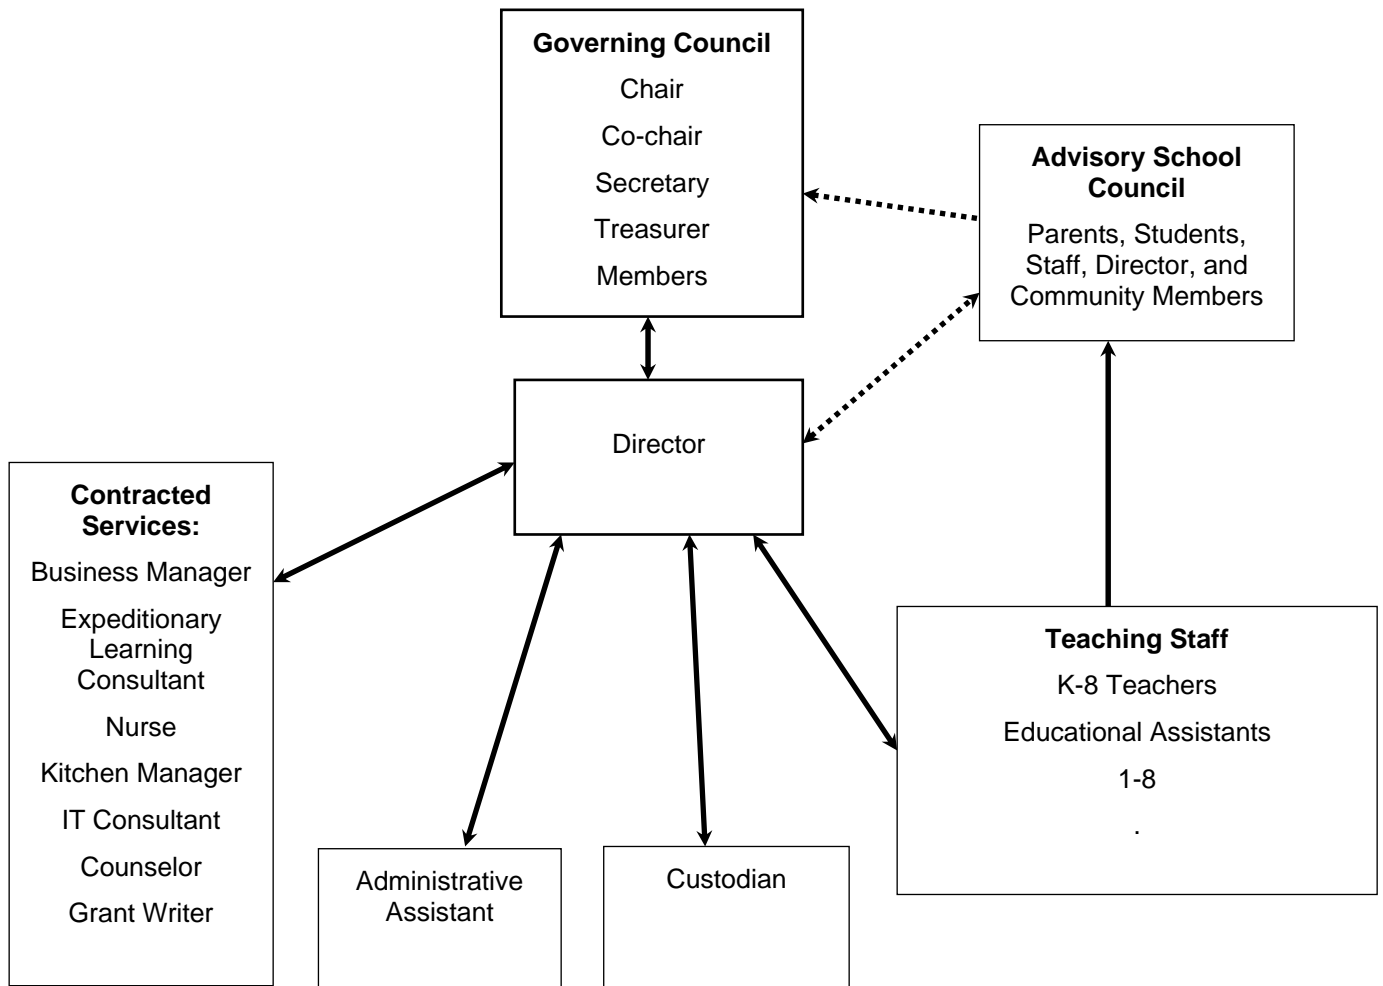 Governing Council
Chair
Co-chair
Secretary
Treasurer
Members
Advisory School
Council
Parents, Students,
Staff, Director, and
Community Members
Director
Contracted
Services:
Business Manager
Expeditionary
Learning
Consultant
Nurse
Kitchen Manager
IT Consultant
Counselor
Grant Writer
Administrative
Assistant
Custodian
Teaching Staff
K-8 Teachers
Educational Assistants
1-8
.